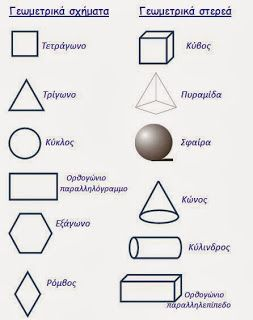 Γεωμετρικά σχήματα
Γεωμετρικά στερεά
Τετράγωνο
Κύβος
Τρίγωνο
Πυραμίδα
Κύκλος
Σφαίρα
Ορθογώνιο
παραλληλόγραμμο
Κώνος
Εξάγωνο
Κύλινδρος
Ρόμβος
Ορθογώνιο
παραλληλεπίπεδο